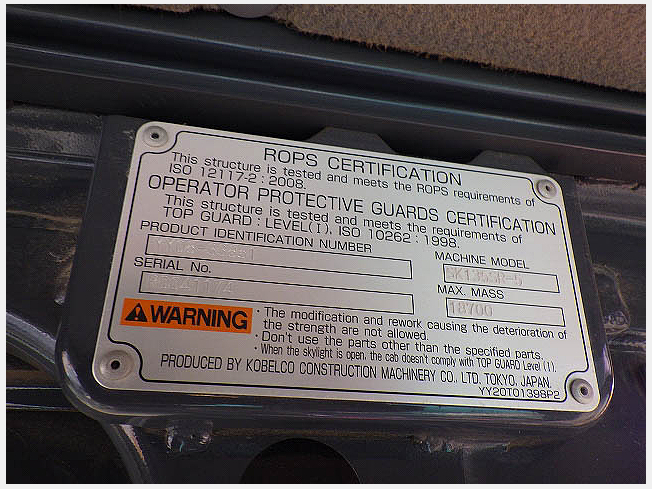 ROPS CERTIFICATION
This structure is tested and meets the ROPS requirements of
ISO 12117-2 : 2008.
OPERATOR PROTECTIVE GUARDS CERTIFICATION
This structure is tested and meets the requirements of
TOP GUARD : LEVEL(I), ISO 10262 : 1998.
PRODUCT IDENTIFICATION NUMBER
MACHINE MODEL
SK135SR-5
SERIAL No.
MAX. MASS
18700
WARNING
· The modification and rework causing the deterioration of
the strength are not allowed.
· Don't use the parts other than the specified parts.
· When the skylight is open, the cab doesn't comply with TOP GUARD Level (I).
PRODUCED BY KOBELCO CONSTRUCTION MACHINERY CO., LTD. TOKYO, JAPAN.
YY20T01398P2